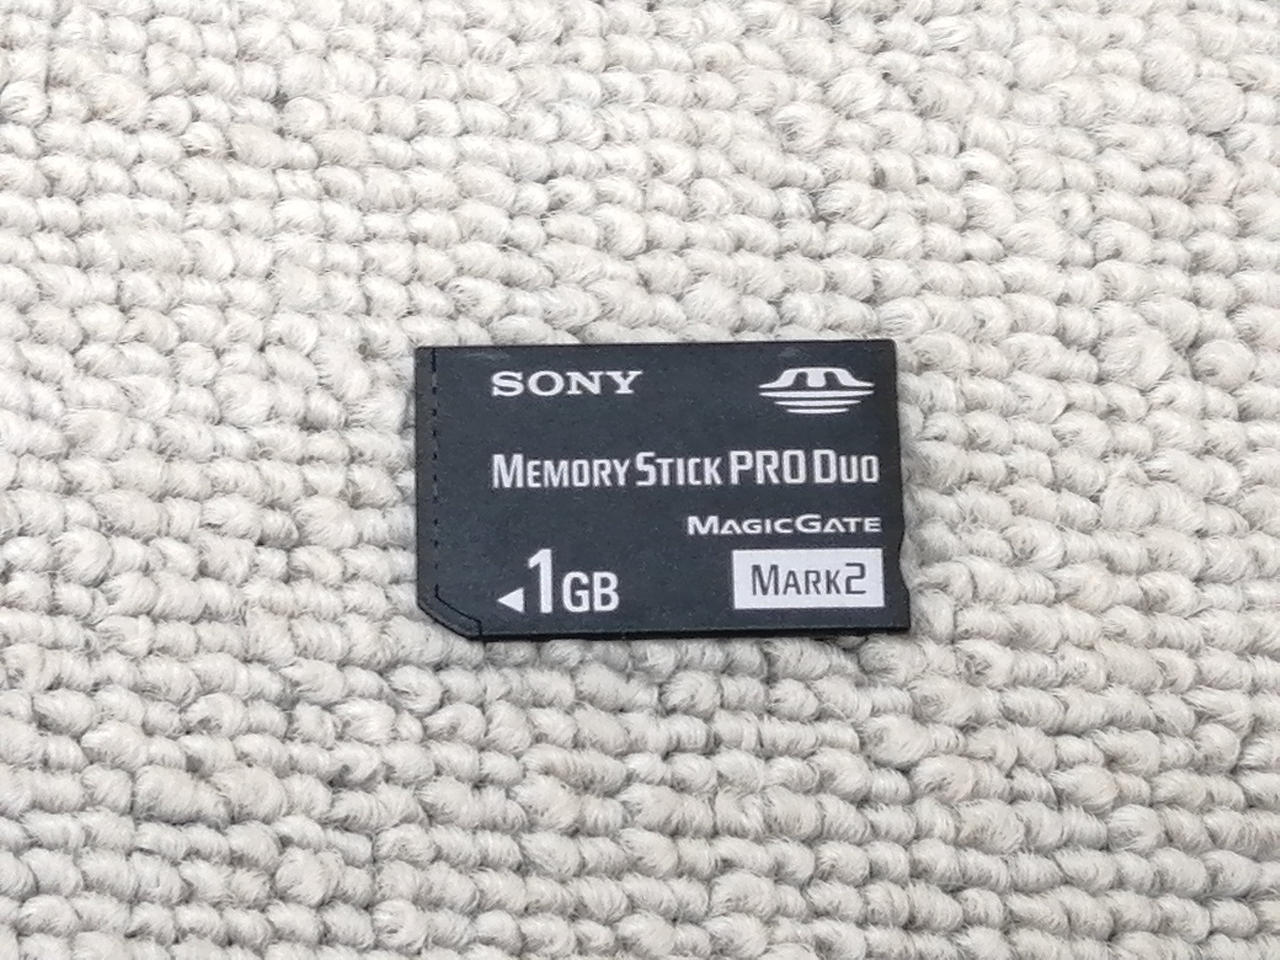 SONY
MEMORY STICK PRO DUO
MAGICGATE
◀1GB
MARK2